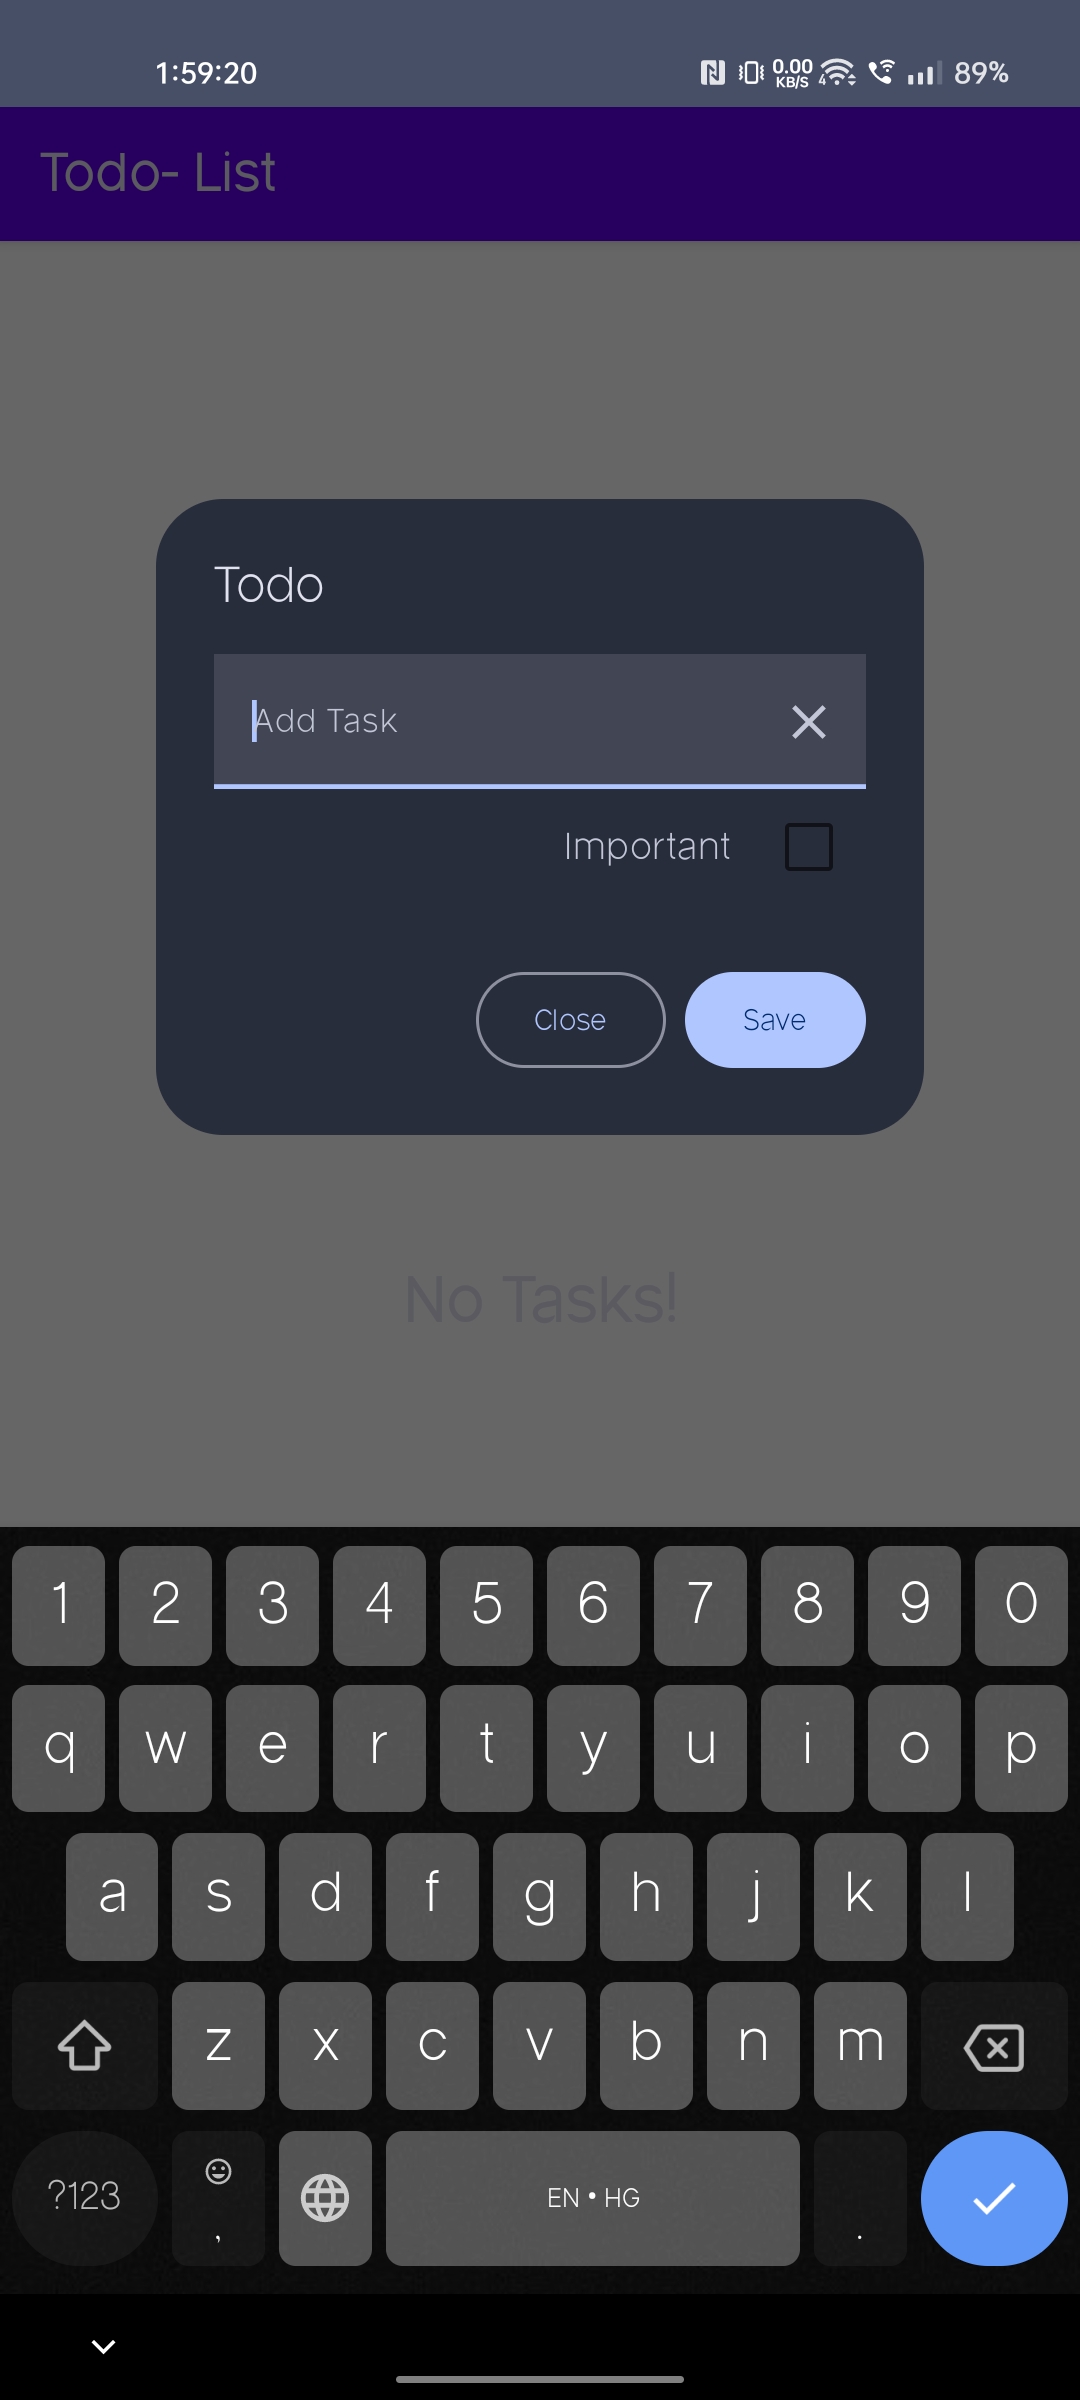 1:59:20 0.00 KB/S 4 89%
Todo- List
Todo
Add Task
Important
Close Save
No Tasks!
1 2 3 4 5 6 7 8 9 0
q w e r t y u i o p
a s d f g h j k l
z x c v b n m
?123 , EN • HG .